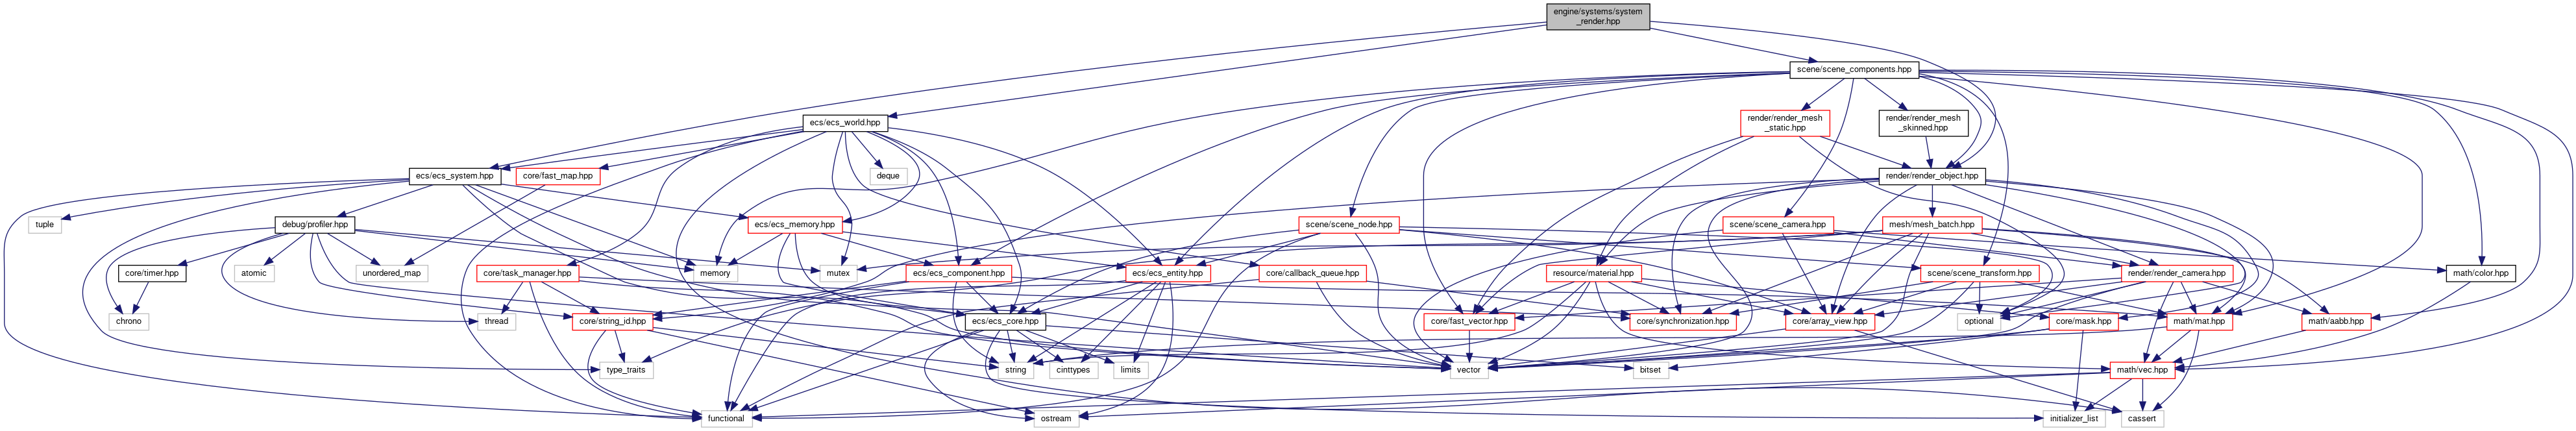 engine/systems/system
_render.hpp
scene/scene_components.hpp
ecs/ecs_world.hpp
render/render_mesh
_static.hpp
render/render_mesh
_skinned.hpp
ecs/ecs_system.hpp
core/fast_map.hpp
deque
render/render_object.hpp
tuple
debug/profiler.hpp
ecs/ecs_memory.hpp
scene/scene_node.hpp
scene/scene_camera.hpp
mesh/mesh_batch.hpp
core/timer.hpp
atomic
unordered_map
core/task_manager.hpp
memory
mutex
ecs/ecs_component.hpp
ecs/ecs_entity.hpp
core/callback_queue.hpp
resource/material.hpp
scene/scene_transform.hpp
render/render_camera.hpp
math/color.hpp
chrono
thread
core/string_id.hpp
ecs/ecs_core.hpp
core/fast_vector.hpp
core/synchronization.hpp
core/array_view.hpp
optional
core/mask.hpp
math/mat.hpp
math/aabb.hpp
type_traits
string
cinttypes
limits
vector
bitset
math/vec.hpp
functional
ostream
initializer_list
cassert